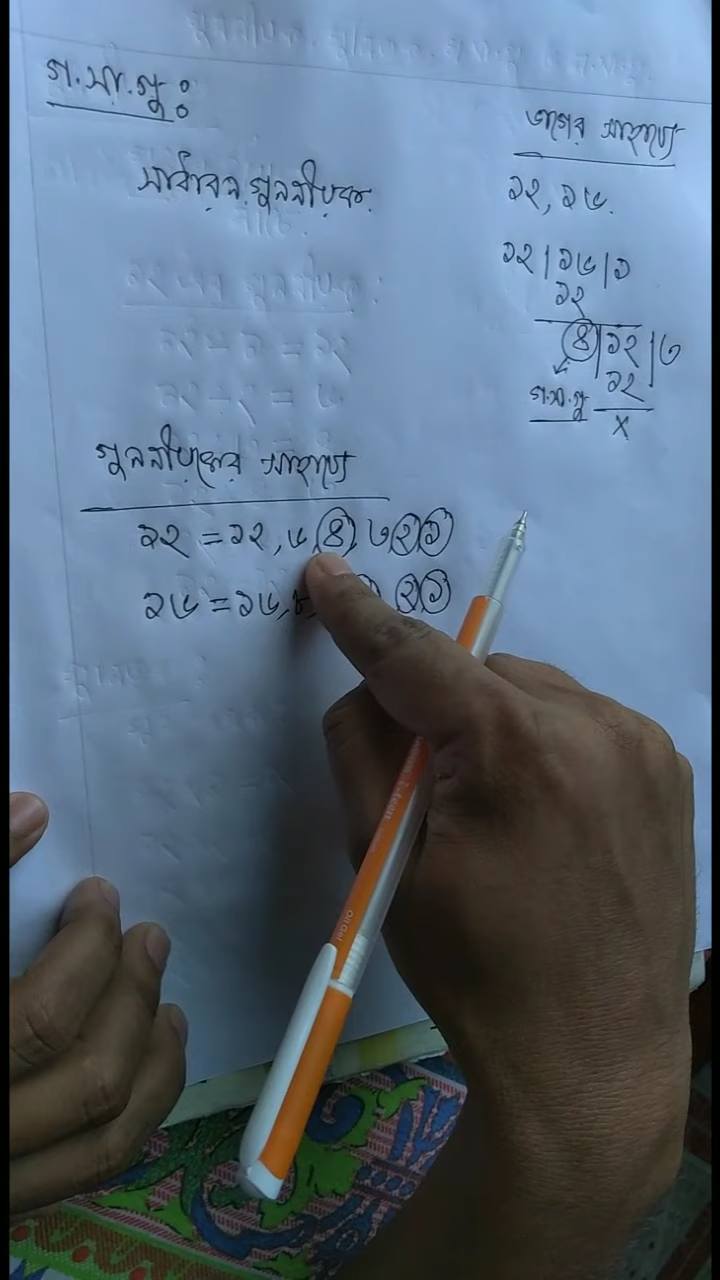 গ.সা.গু :
সাধারন গুননীয়ক.
গুননীয়কের সাহায্যে
১২ = ১২, ৬ ৪, ৩ ২ ১
১৬ = ১৬, ৮, ২ ১
ভাগের সাহায্যে
১২, ১৬.
১২ | ১৬ | ১
১২
৪ | ১২ | ৩
গ.সা.গু ১২
x